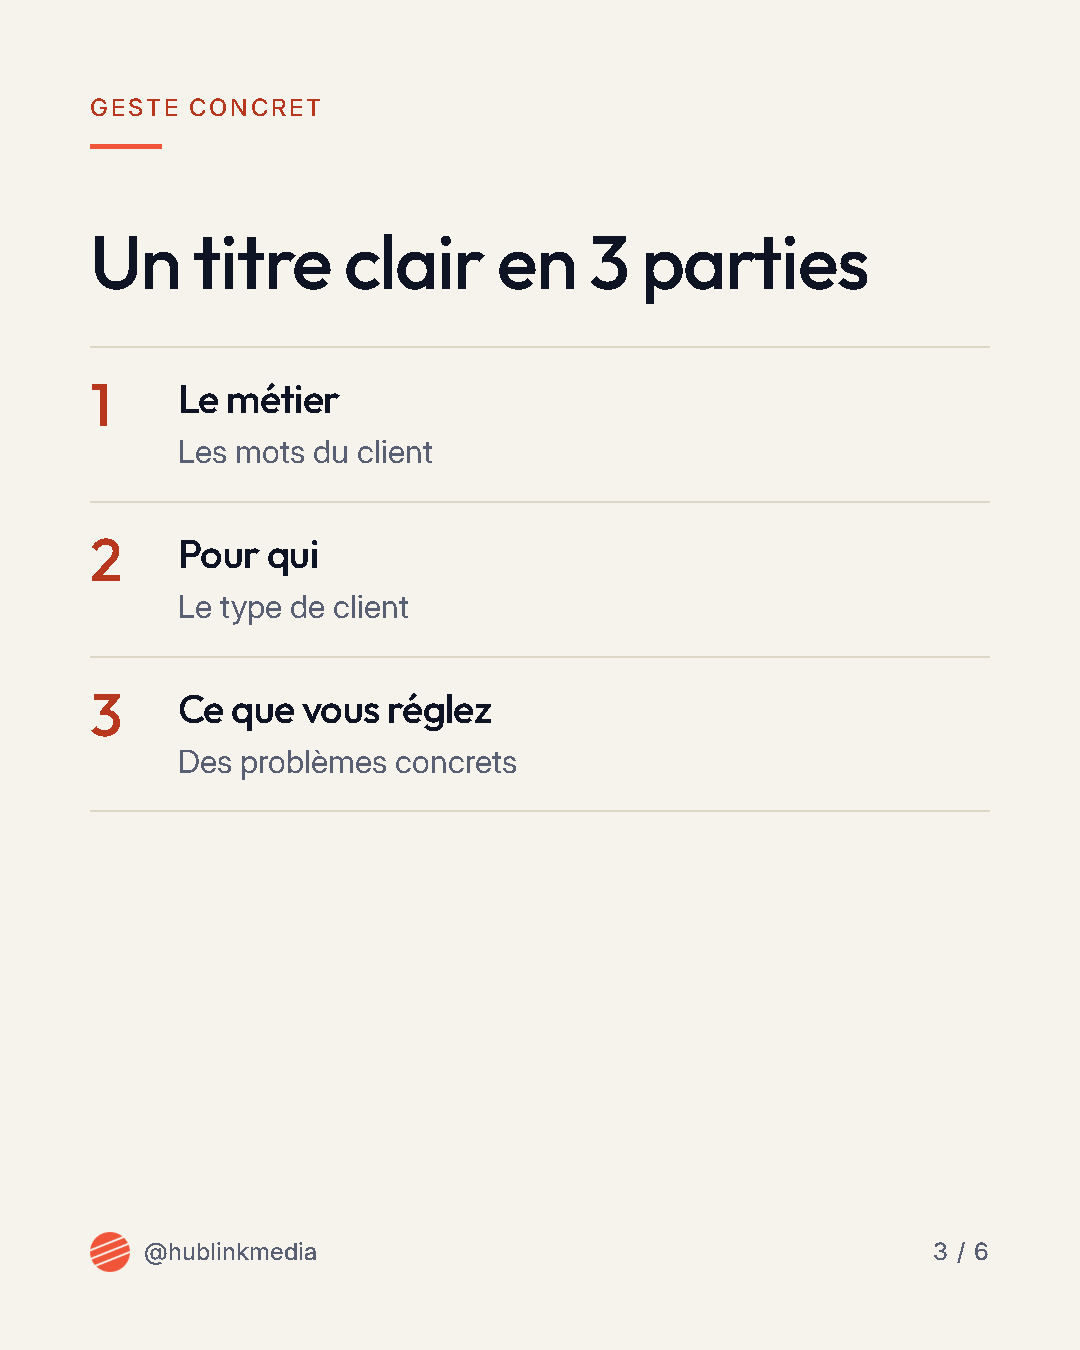 GESTE CONCRET
Un titre clair en 3 parties
1
Le métier
Les mots du client
2
Pour qui
Le type de client
3
Ce que vous réglez
Des problèmes concrets
@hublinkmedia
3 / 6